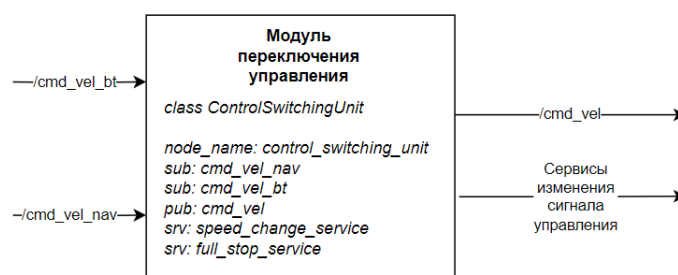 Модуль
переключения
управления
/cmd_vel_bt
class ControlSwitchingUnit
/cmd_vel
node_name: control_switching_unit
sub: cmd_vel_nav
sub: cmd_vel_bt
pub: cmd_vel
srv: speed_change_service
srv: full_stop_service
/cmd_vel_nav
Сервисы
изменения
сигнала
управления